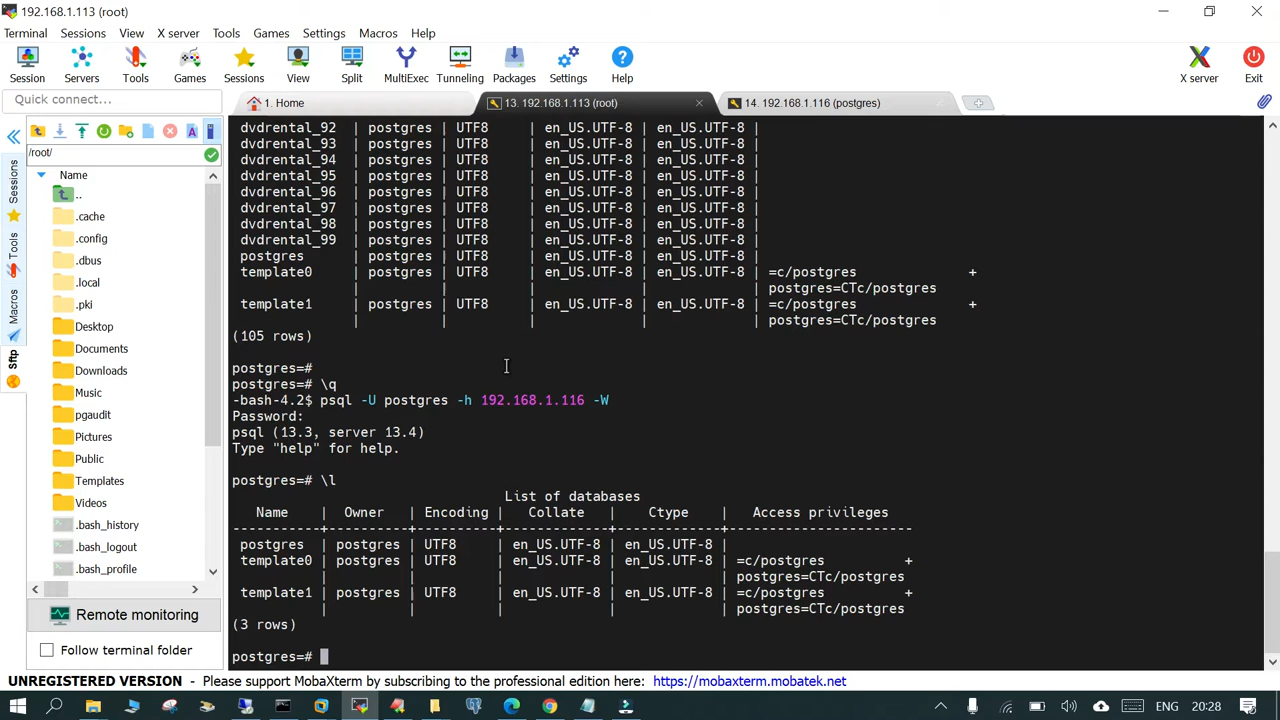 192.168.1.113 (root)
Terminal Sessions View X server Tools Games Settings Macros Help
Session Servers Tools Games Sessions View Split MultiExec Tunneling Packages Settings Help X server Exit
Quick connect...
1. Home
13. 192.168.1.113 (root)
14. 192.168.1.116 (postgres)
/root/
Name
..
.cache
.config
.dbus
.local
.pki
Desktop
Documents
Downloads
Music
pgaudit
Pictures
Public
Templates
Videos
.bash_history
.bash_logout
.bash_profile
Sessions
Tools
Macros
Sftp
Remote monitoring
Follow terminal folder
dvdrental_92 | postgres | UTF8 | en_US.UTF-8 | en_US.UTF-8 |
dvdrental_93 | postgres | UTF8 | en_US.UTF-8 | en_US.UTF-8 |
dvdrental_94 | postgres | UTF8 | en_US.UTF-8 | en_US.UTF-8 |
dvdrental_95 | postgres | UTF8 | en_US.UTF-8 | en_US.UTF-8 |
dvdrental_96 | postgres | UTF8 | en_US.UTF-8 | en_US.UTF-8 |
dvdrental_97 | postgres | UTF8 | en_US.UTF-8 | en_US.UTF-8 |
dvdrental_98 | postgres | UTF8 | en_US.UTF-8 | en_US.UTF-8 |
dvdrental_99 | postgres | UTF8 | en_US.UTF-8 | en_US.UTF-8 |
postgres | postgres | UTF8 | en_US.UTF-8 | en_US.UTF-8 |
template0 | postgres | UTF8 | en_US.UTF-8 | en_US.UTF-8 | =c/postgres +
| | | | | postgres=CTc/postgres
template1 | postgres | UTF8 | en_US.UTF-8 | en_US.UTF-8 | =c/postgres +
| | | | | postgres=CTc/postgres
(105 rows)
postgres=#
postgres=# \q
-bash-4.2$ psql -U postgres -h 192.168.1.116 -W
Password:
psql (13.3, server 13.4)
Type "help" for help.
postgres=# \l
List of databases
Name | Owner | Encoding | Collate | Ctype | Access privileges
-----------+----------+----------+-------------+-------------+-----------------------
postgres | postgres | UTF8 | en_US.UTF-8 | en_US.UTF-8 |
template0 | postgres | UTF8 | en_US.UTF-8 | en_US.UTF-8 | =c/postgres +
| | | | | postgres=CTc/postgres
template1 | postgres | UTF8 | en_US.UTF-8 | en_US.UTF-8 | =c/postgres +
| | | | | postgres=CTc/postgres
(3 rows)
postgres=#
UNREGISTERED VERSION - Please support MobaXterm by subscribing to the professional edition here: https://mobaxterm.mobatek.net
ENG 20:28